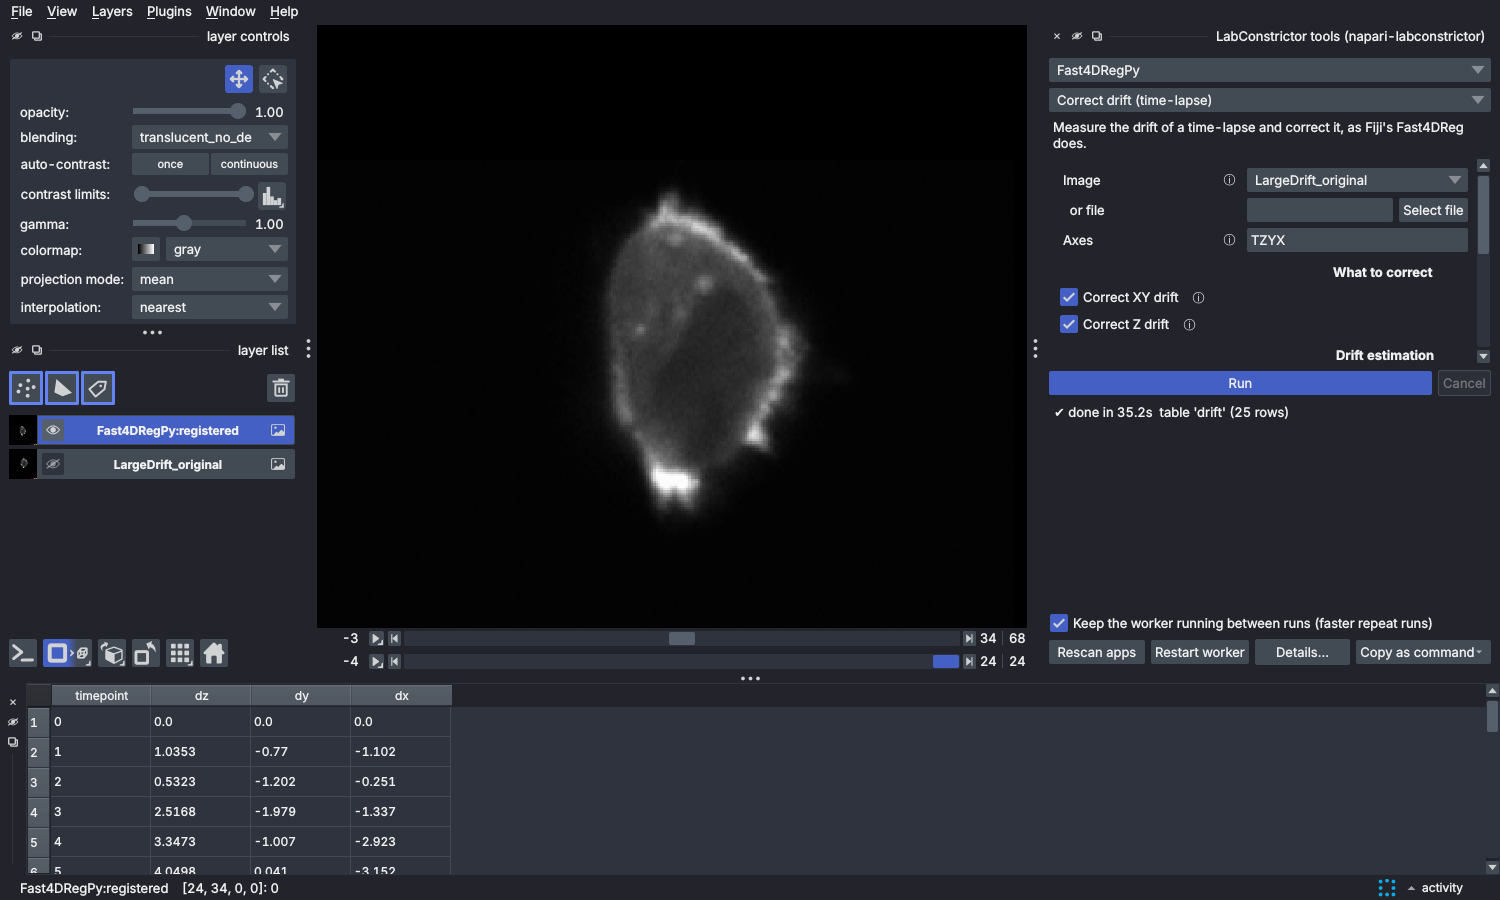 File View Layers Plugins Window Help
layer controls
opacity: 1.00
blending: translucent_no_de
auto-contrast: once continuous
contrast limits:
gamma: 1.00
colormap: gray
projection mode: mean
interpolation: nearest
layer list
Fast4DRegPy:registered
LargeDrift_original
-3 34 68
-4 24 24
LabConstrictor tools (napari-labconstrictor)
Fast4DRegPy
Correct drift (time-lapse)
Measure the drift of a time-lapse and correct it, as Fiji's Fast4DReg
does.
Image LargeDrift_original
or file Select file
Axes TZYX
What to correct
Correct XY drift
Correct Z drift
Drift estimation
Run Cancel
✔ done in 35.2s table 'drift' (25 rows)
Keep the worker running between runs (faster repeat runs)
Rescan apps Restart worker Details... Copy as command
timepoint dz dy dx
1 0 0.0 0.0 0.0
2 1 1.0353 -0.77 -1.102
3 2 0.5323 -1.202 -0.251
4 3 2.5168 -1.979 -1.337
5 4 3.3473 -1.007 -2.923
6 5 4.0498 0.041 -3.152
Fast4DRegPy:registered [24, 34, 0, 0]: 0
activity